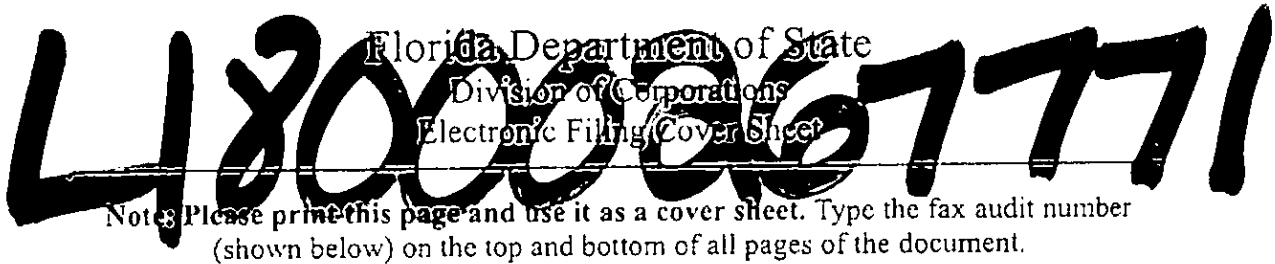 L18000267771
Florida Department of State
Division of Corporations
Electronic Filing Cover Sheet
Note: Please print this page and use it as a cover sheet. Type the fax audit number
(shown below) on the top and bottom of all pages of the document.